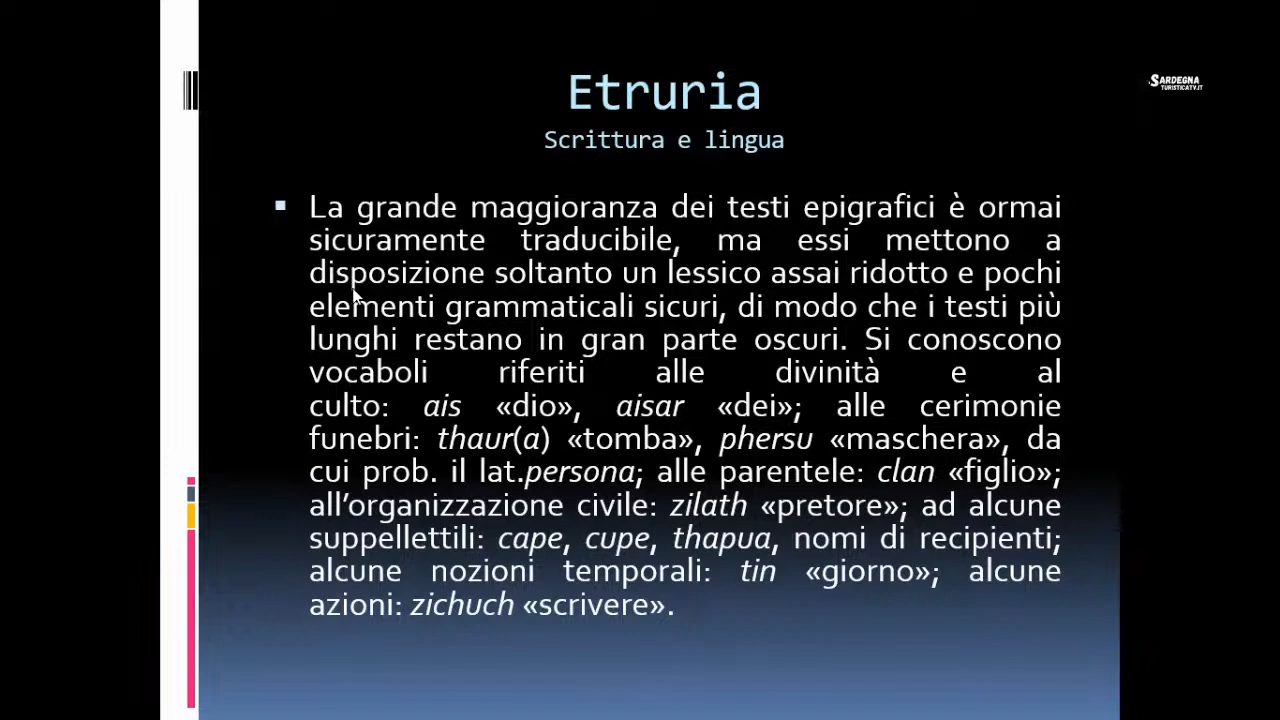 Etruria
SARDEGNA
TURISTICATV.IT
Scrittura e lingua
La grande maggioranza dei testi epigrafici è ormai
sicuramente traducibile, ma essi mettono a
disposizione soltanto un lessico assai ridotto e pochi
elementi grammaticali sicuri, di modo che i testi più
lunghi restano in gran parte oscuri. Si conoscono
vocaboli riferiti alle divinità e al
culto: ais «dio», aisar «dei»; alle cerimonie
funebri: thaur(a) «tomba», phersu «maschera», da
cui prob. il lat.persona; alle parentele: clan «figlio»;
all’organizzazione civile: zilath «pretore»; ad alcune
suppellettili: cape, cupe, thapua, nomi di recipienti;
alcune nozioni temporali: tin «giorno»; alcune
azioni: zichuch «scrivere».